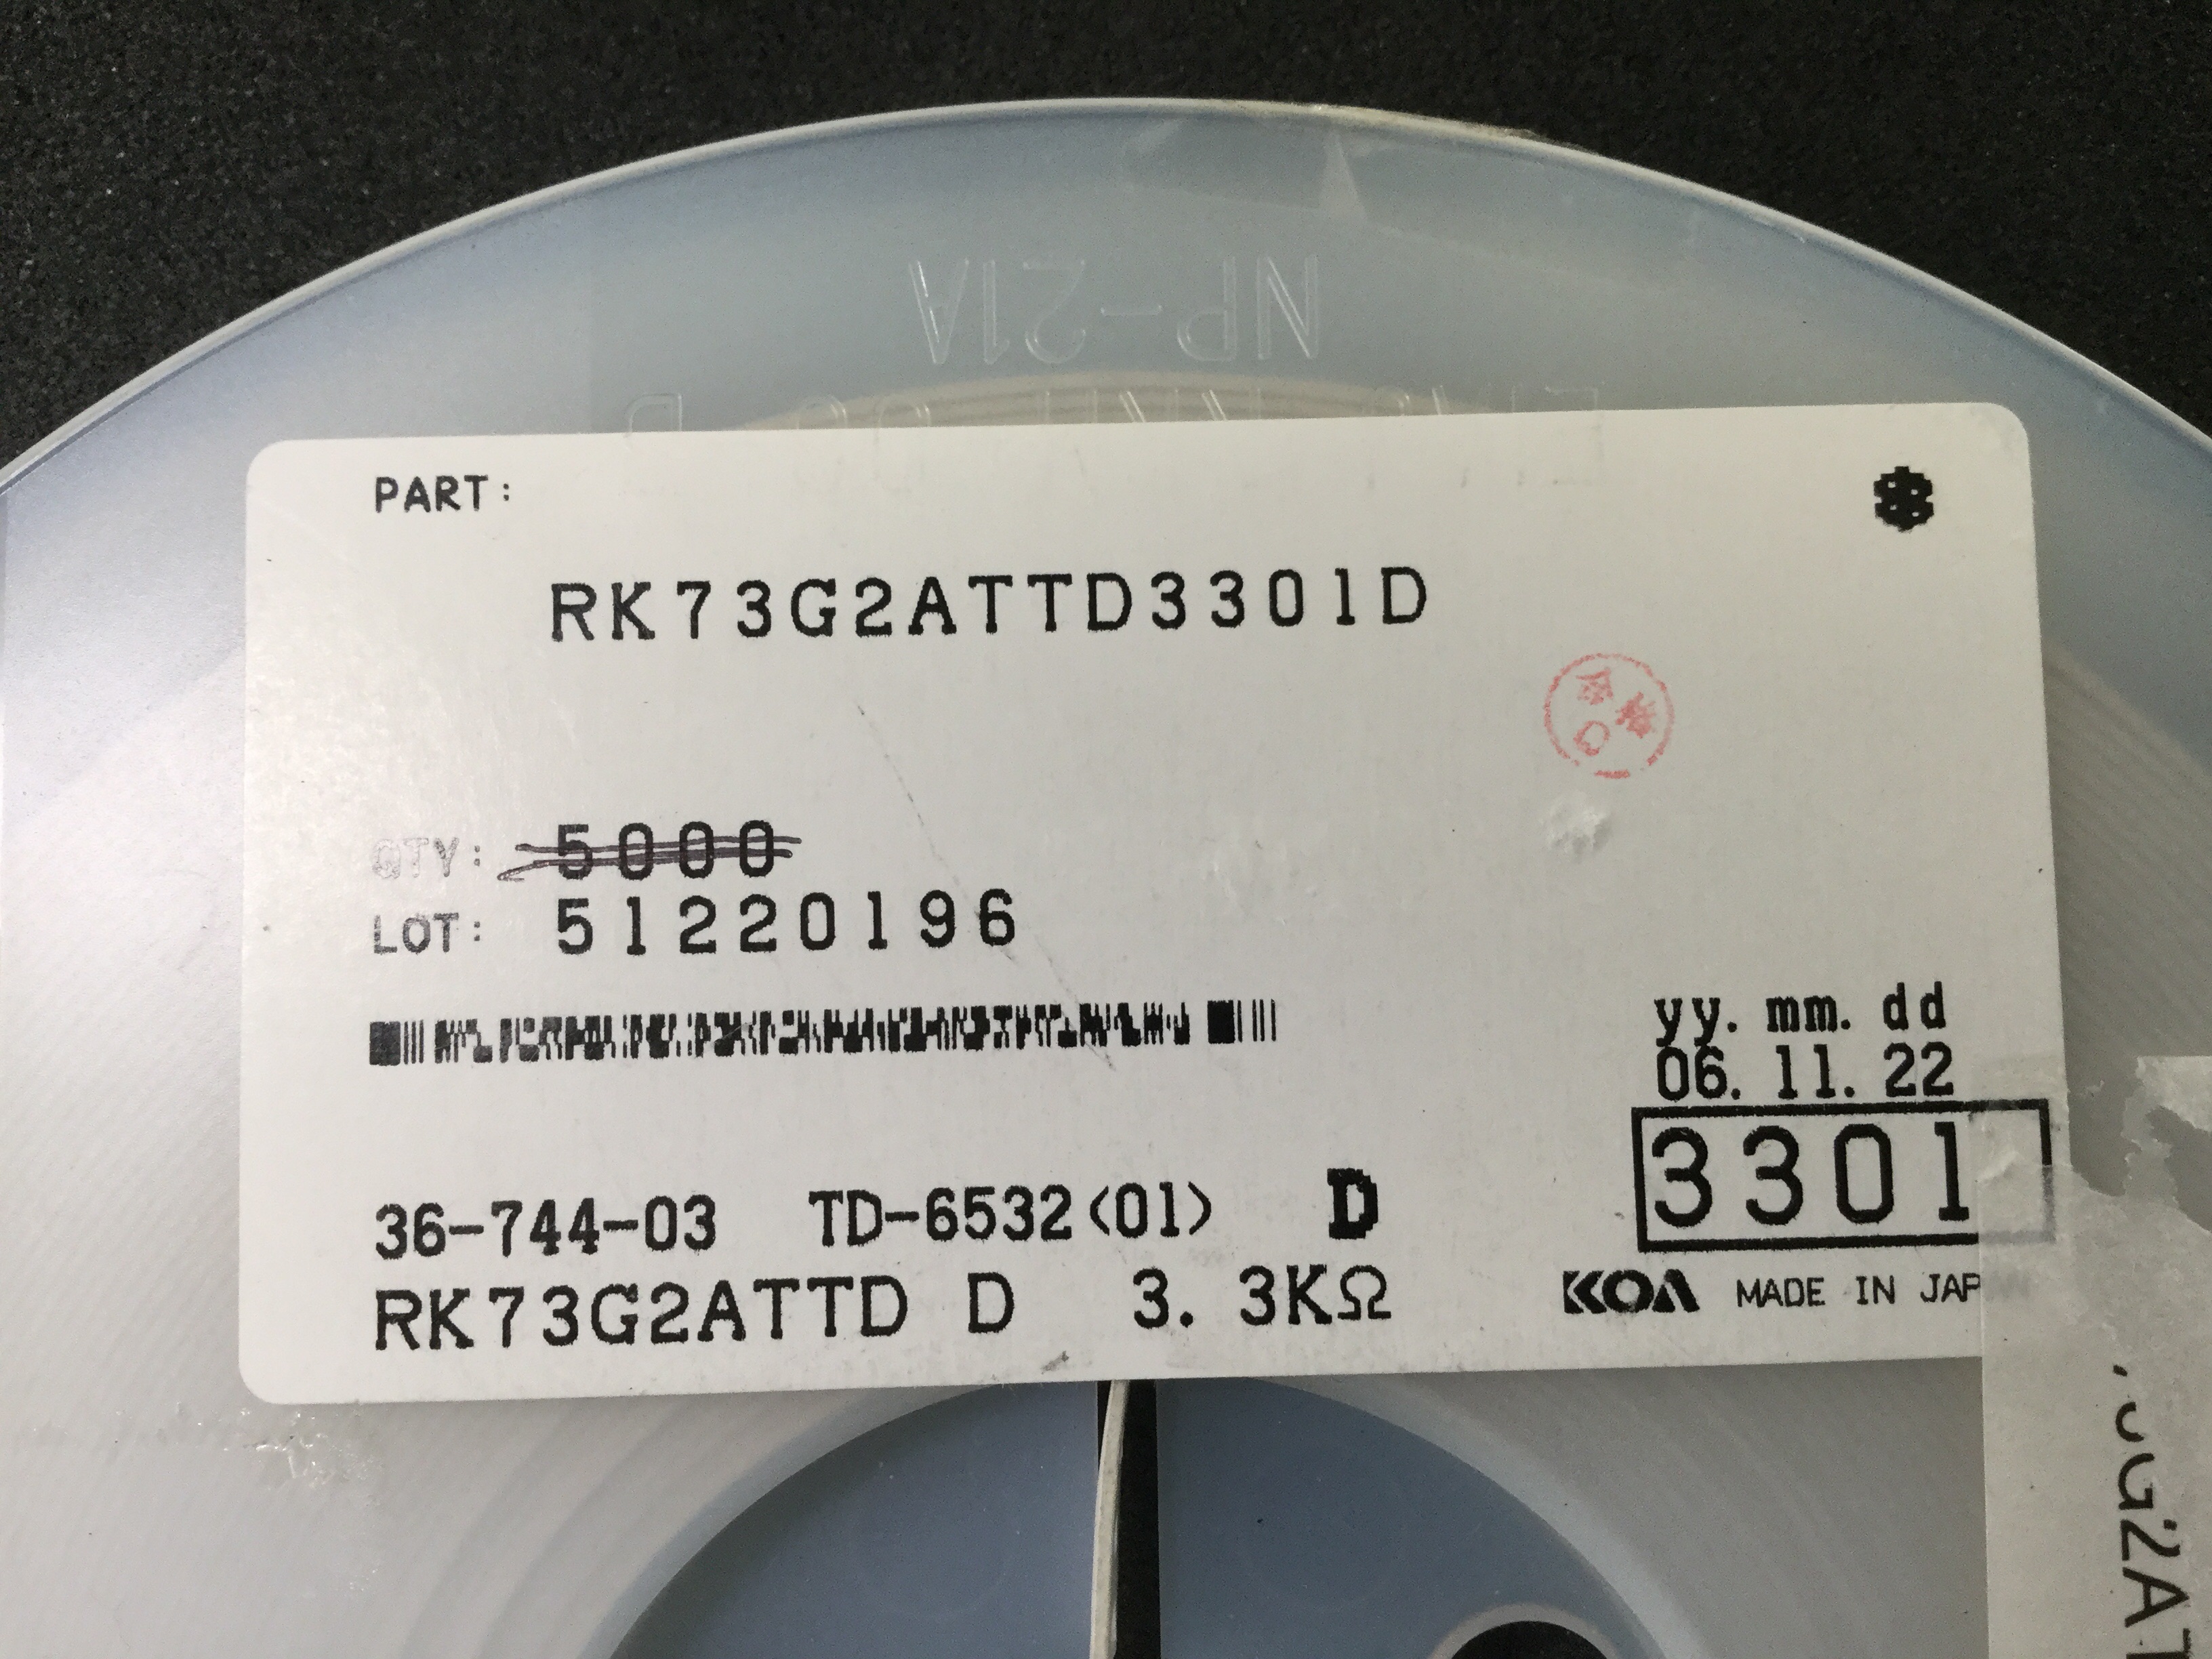 NP-21A
PART:
RK73G2ATTD3301D
QTY: 5000
LOT: 51220196
yy. mm. dd
06. 11. 22
3301
36-744-03 TD-6532<01> D
RK73G2ATTD D 3. 3KΩ
KOA MADE IN JAP